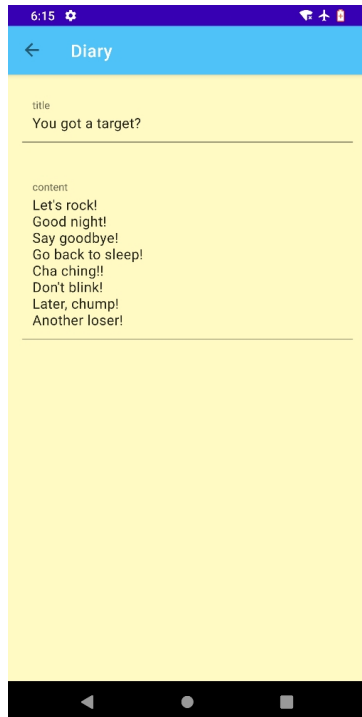 6:15
Diary
title
You got a target?
content
Let's rock!
Good night!
Say goodbye!
Go back to sleep!
Cha ching!!
Don't blink!
Later, chump!
Another loser!